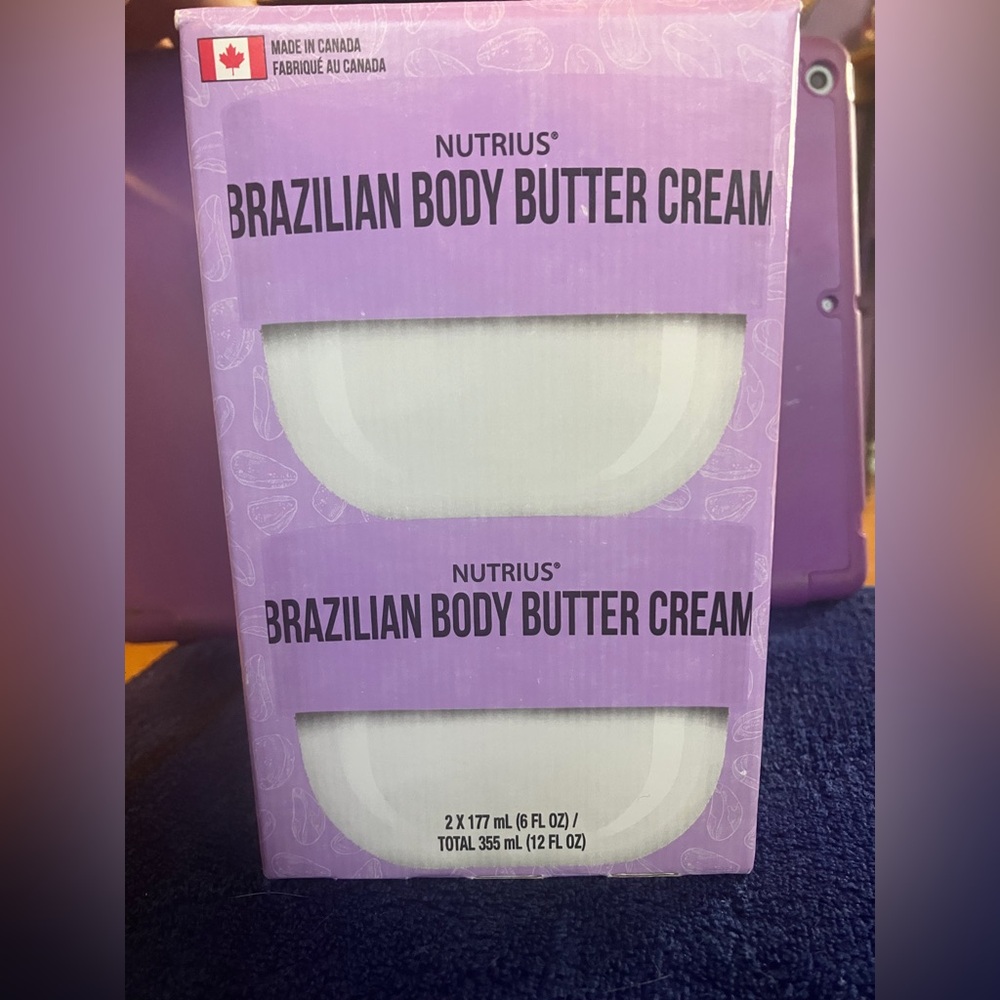 MADE IN CANADA
FABRIQUÉ AU CANADA
NUTRIUS®
BRAZILIAN BODY BUTTER CREAM
NUTRIUS®
BRAZILIAN BODY BUTTER CREAM
2 X 177 mL (6 FL OZ) /
TOTAL 355 mL (12 FL OZ)